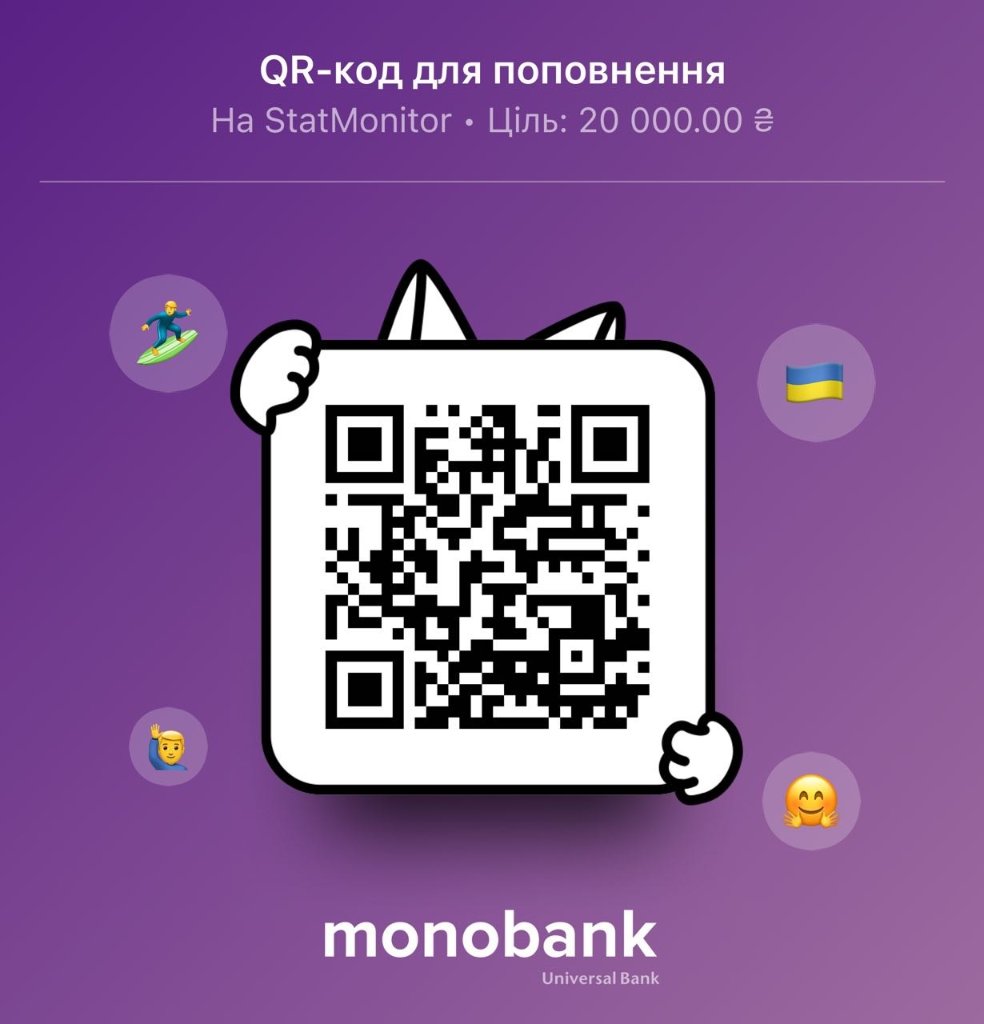 QR-код для поповнення
На StatMonitor • Ціль: 20 000.00 ₴
monobank
Universal Bank